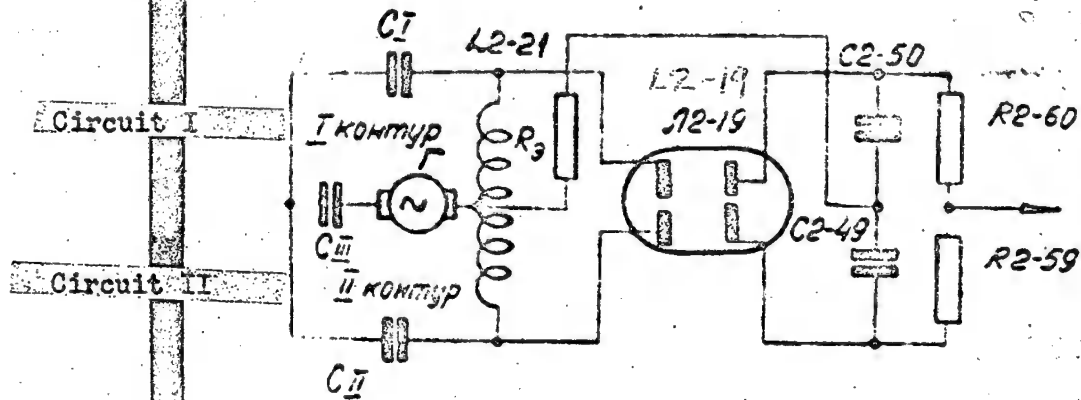 CI
L2-21
C2-50
L2-19
Circuit I
I контур
Г
RЭ
Л2-19
R2-60
~
CIII
C2-49
Circuit II
II контур
R2-59
CII